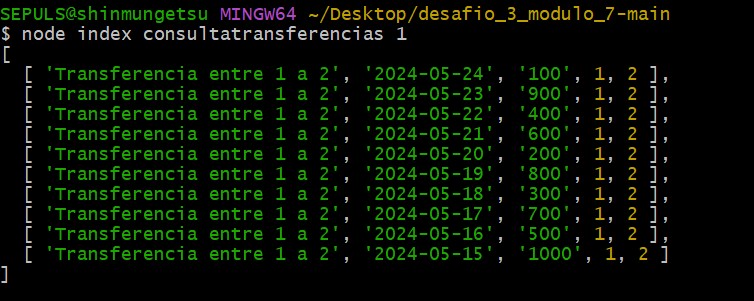 SEPULS@shinmungetsu MINGW64 ~/Desktop/desafio_3_modulo_7-main
$ node index consultatransferencias 1
[
  [ 'Transferencia entre 1 a 2', '2024-05-24', '100', 1, 2 ],
  [ 'Transferencia entre 1 a 2', '2024-05-23', '900', 1, 2 ],
  [ 'Transferencia entre 1 a 2', '2024-05-22', '400', 1, 2 ],
  [ 'Transferencia entre 1 a 2', '2024-05-21', '600', 1, 2 ],
  [ 'Transferencia entre 1 a 2', '2024-05-20', '200', 1, 2 ],
  [ 'Transferencia entre 1 a 2', '2024-05-19', '800', 1, 2 ],
  [ 'Transferencia entre 1 a 2', '2024-05-18', '300', 1, 2 ],
  [ 'Transferencia entre 1 a 2', '2024-05-17', '700', 1, 2 ],
  [ 'Transferencia entre 1 a 2', '2024-05-16', '500', 1, 2 ],
  [ 'Transferencia entre 1 a 2', '2024-05-15', '1000', 1, 2 ]
]